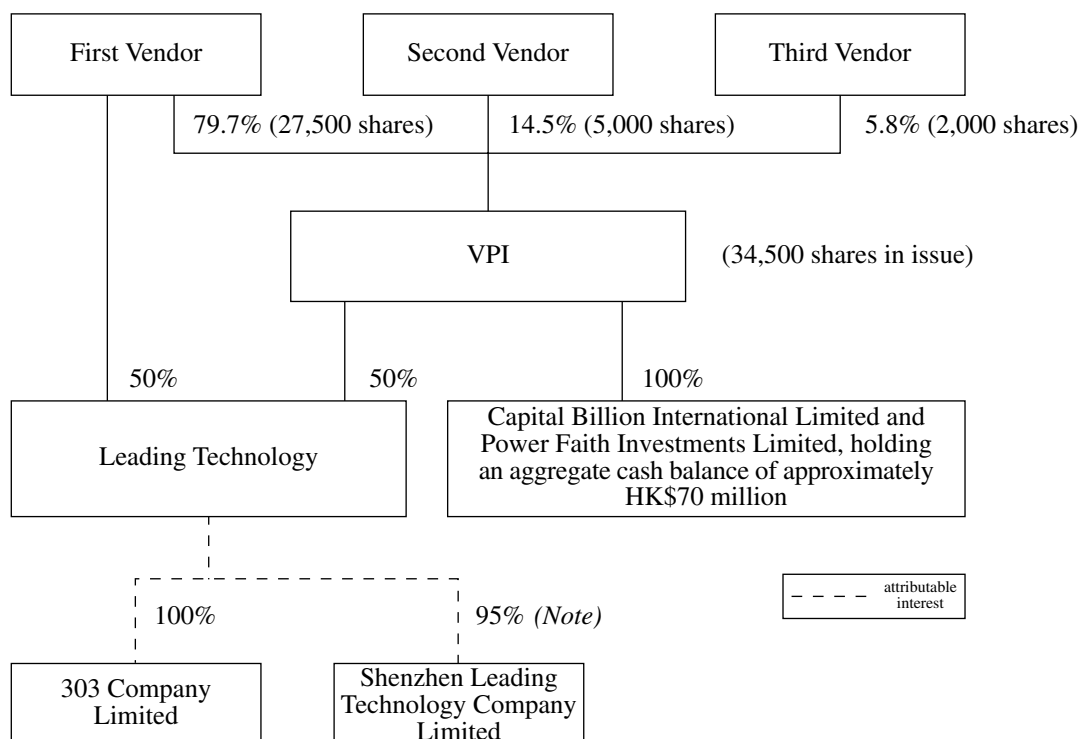 First Vendor
Second Vendor
Third Vendor
79.7% (27,500 shares)
14.5% (5,000 shares)
5.8% (2,000 shares)
VPI
(34,500 shares in issue)
50%
50%
100%
Leading Technology
Capital Billion International Limited and
Power Faith Investments Limited, holding
an aggregate cash balance of approximately
HK$70 million
attributable
interest
100%
95% (Note)
303 Company
Limited
Shenzhen Leading
Technology Company
Limited